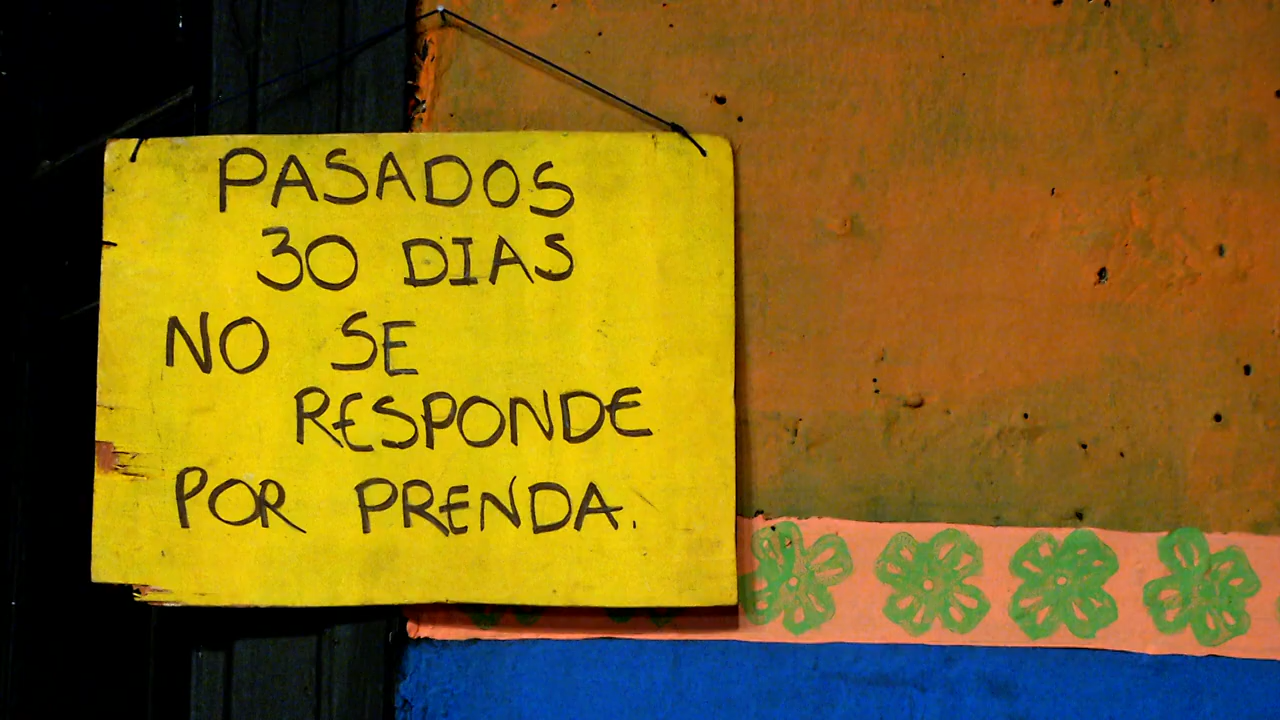 PASADOS
30 DIAS
NO SE
RESPONDE
POR PRENDA.